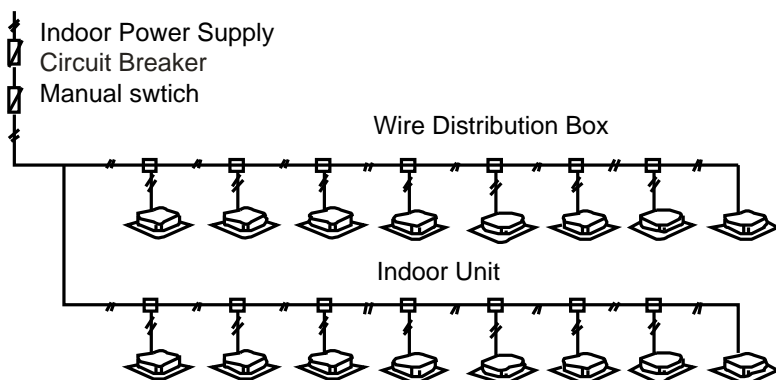 Indoor Power Supply
Circuit Breaker
Manual swtich
Wire Distribution Box
Indoor Unit